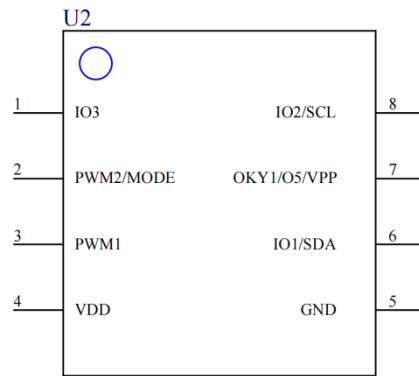 U2
1 IO3 IO2/SCL 8
2 PWM2/MODE OKY1/O5/VPP 7
3 PWM1 IO1/SDA 6
4 VDD GND 5